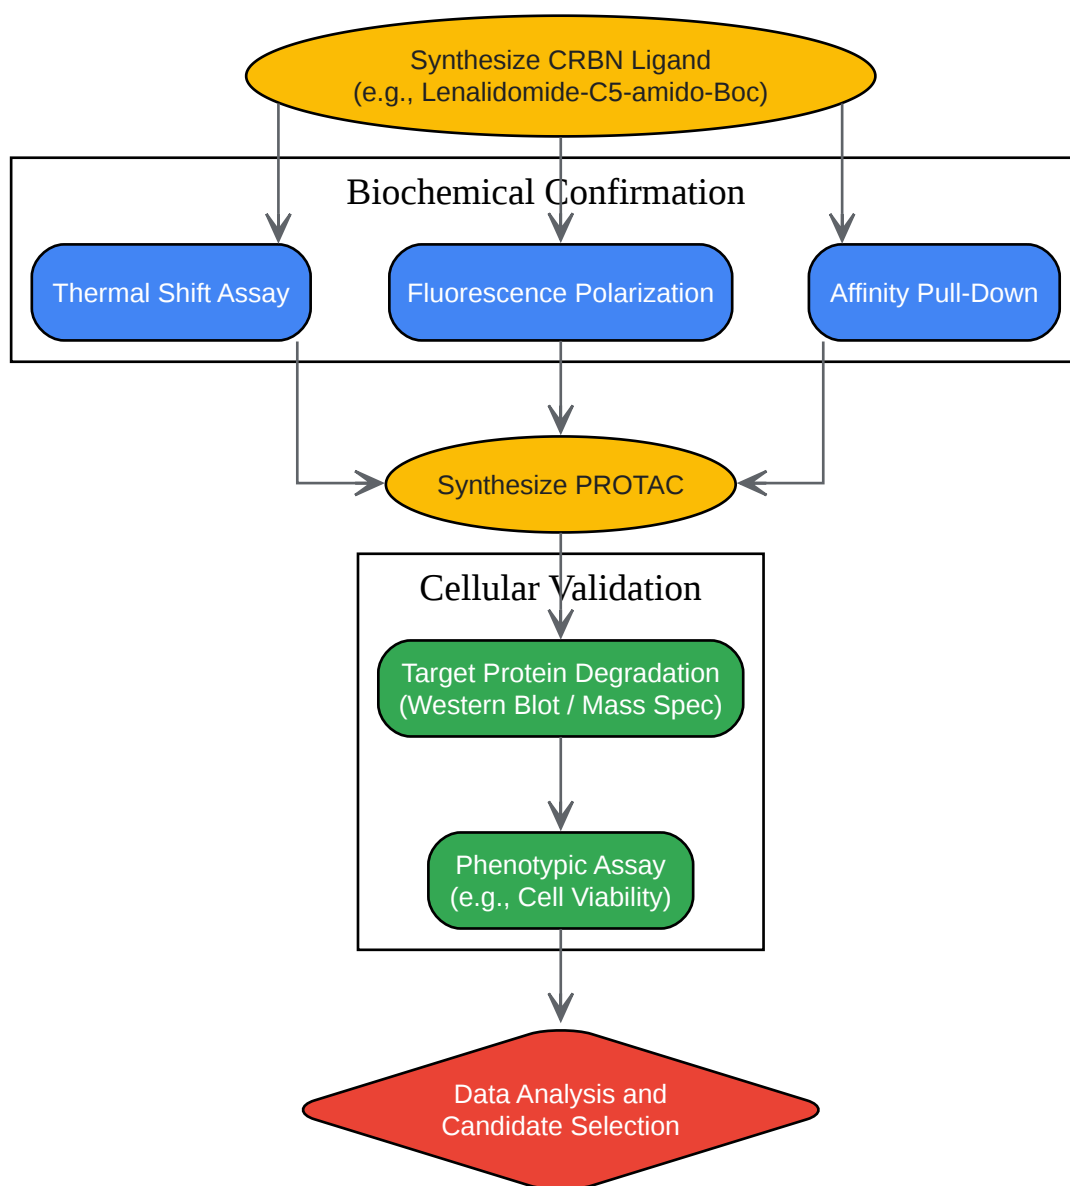 Synthesize CRBN Ligand
(e.g., Lenalidomide-C5-amido-Boc)
Biochemical Confirmation
Thermal Shift Assay
Fluorescence Polarization
Affinity Pull-Down
Synthesize PROTAC
Cellular Validation
Target Protein Degradation
(Western Blot / Mass Spec)
Phenotypic Assay
(e.g., Cell Viability)
Data Analysis and
Candidate Selection